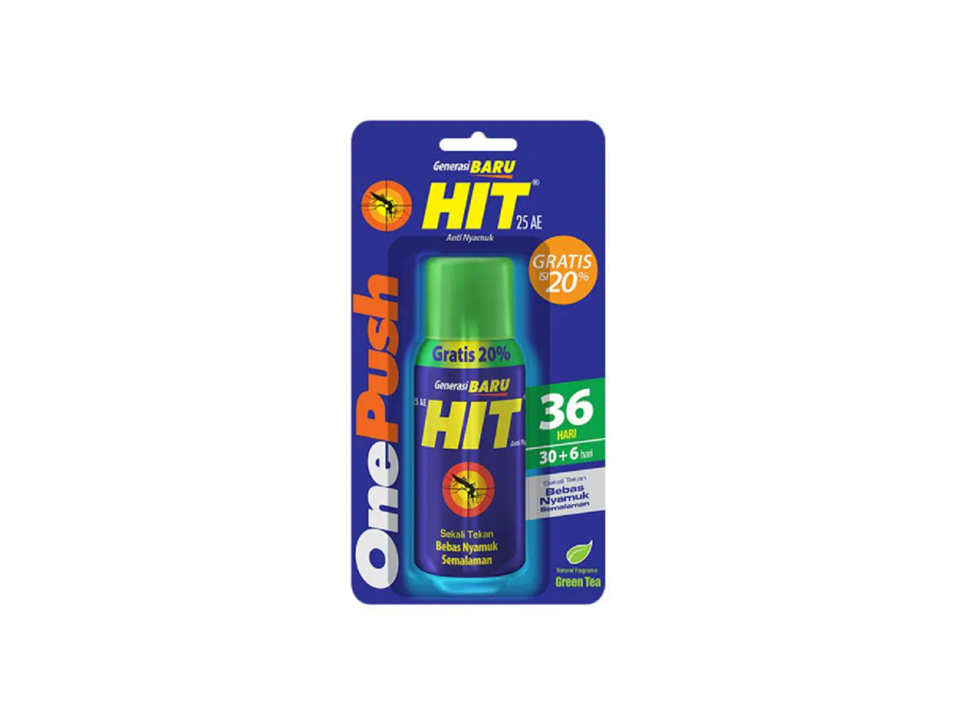 Generasi BARU
HIT®
25 AE
Anti Nyamuk
GRATIS
ISI 20%
OnePush
Gratis 20%
Generasi BARU
25 AE
HIT
Sekali Tekan
Bebas Nyamuk
Semalaman
36
HARI
30+6 hari
Sekali Tekan
Bebas
Nyamuk
Semalaman
Natural Fragrance
Green Tea